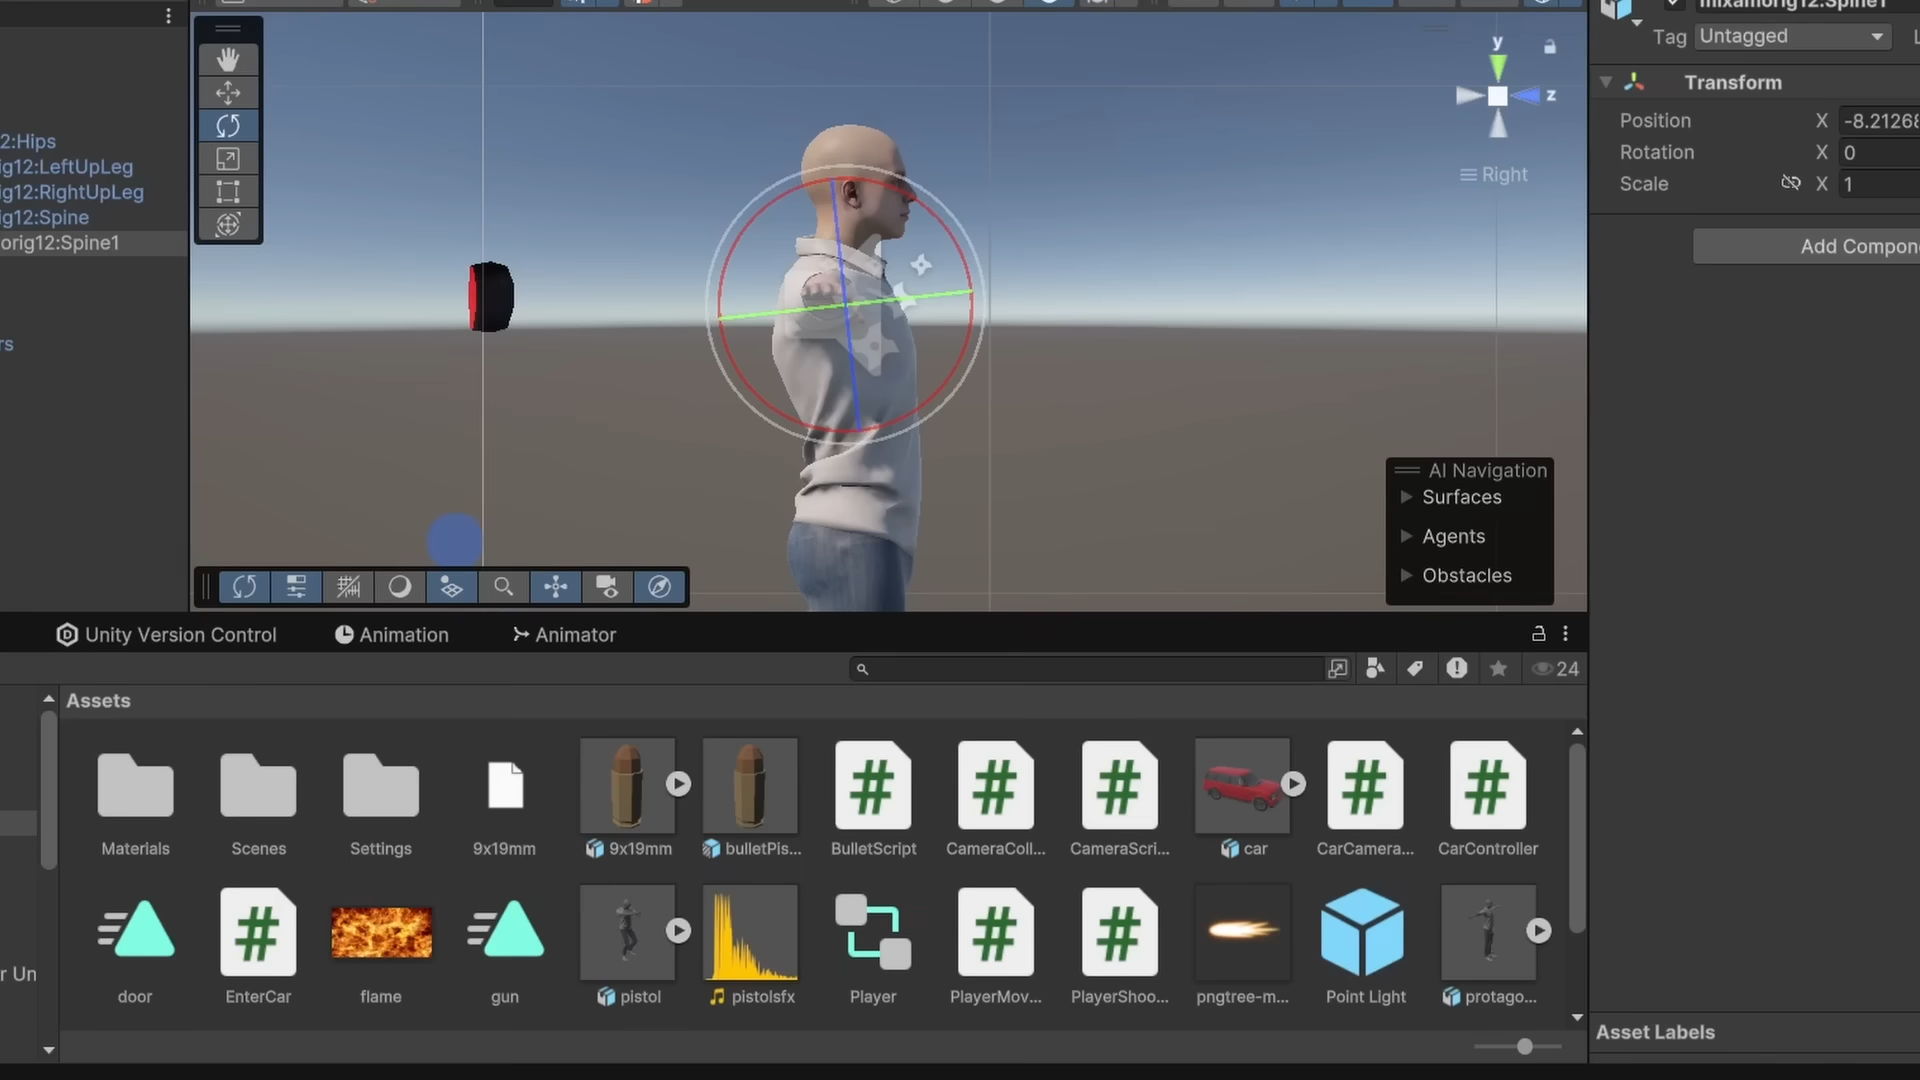 mixamorig12:Spine1
Tag Untagged
Transform
Position X -8.21268
Rotation X 0
Scale X 1
Add Compon
2:Hips
ig12:LeftUpLeg
ig12:RightUpLeg
ig12:Spine
orig12:Spine1
rs
y
z
Right
AI Navigation
Surfaces
Agents
Obstacles
Unity Version Control
Animation
Animator
24
Assets
Materials
Scenes
Settings
9x19mm
9x19mm
bulletPis...
BulletScript
CameraColl...
CameraScri...
car
CarCamera...
CarController
r Un
door
EnterCar
flame
gun
pistol
pistolsfx
Player
PlayerMov...
PlayerShoo...
pngtree-m...
Point Light
protago...
Asset Labels